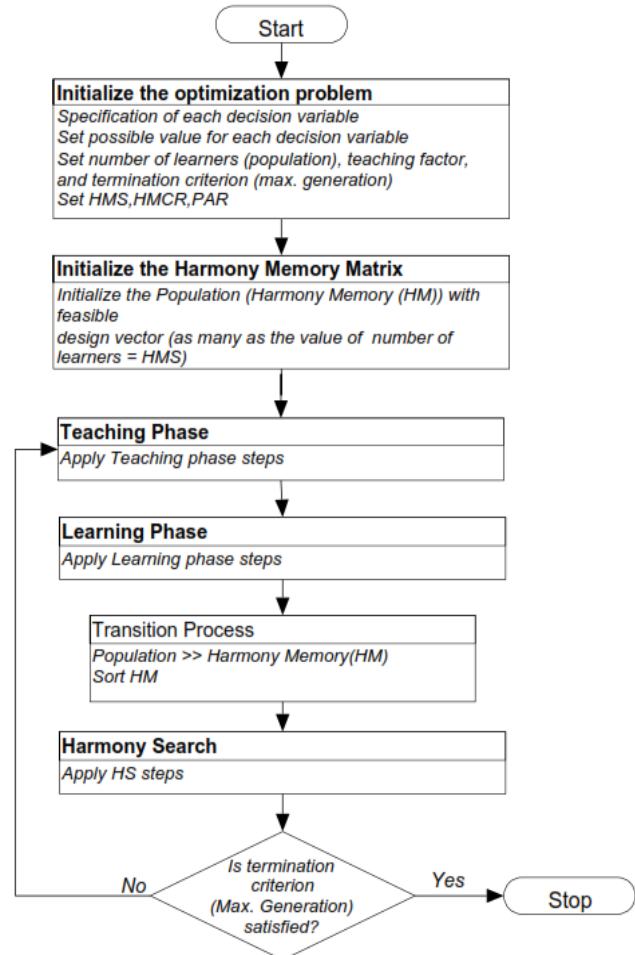 Start
Initialize the optimization problem
Specification of each decision variable
Set possible value for each decision variable
Set number of learners (population), teaching factor,
and termination criterion (max. generation)
Set HMS,HMCR,PAR
Initialize the Harmony Memory Matrix
Initialize the Population (Harmony Memory (HM)) with
feasible
design vector (as many as the value of number of
learners = HMS)
Teaching Phase
Apply Teaching phase steps
Learning Phase
Apply Learning phase steps
Transition Process
Population >> Harmony Memory(HM)
Sort HM
Harmony Search
Apply HS steps
Is termination
criterion
(Max. Generation)
satisfied?
No
Yes
Stop